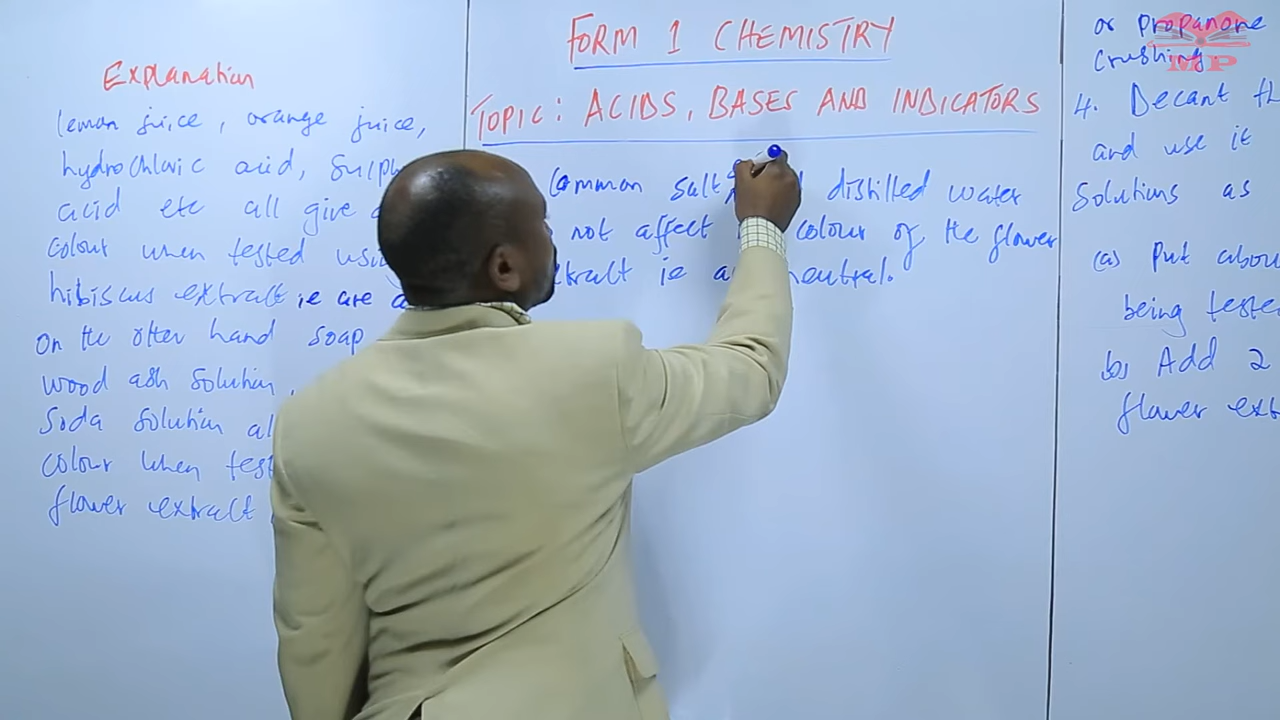 Explanation
lemon juice, orange juice,
hydrochloric acid, sulph
acid etc all give
colour when tested usi
hibiscus extract ie are a
on the other hand soap
wood ash solution,
soda solution al
colour when test
flower extract
FORM 1 CHEMISTRY
TOPIC: ACIDS, BASES AND INDICATORS
Common salt distilled water
not affect colour of the flower
ie neutral.
or propanone
crushing
4. Decant
and use it
solutions as
(a) Put abou
being teste
b) Add 2
flower ext
MP